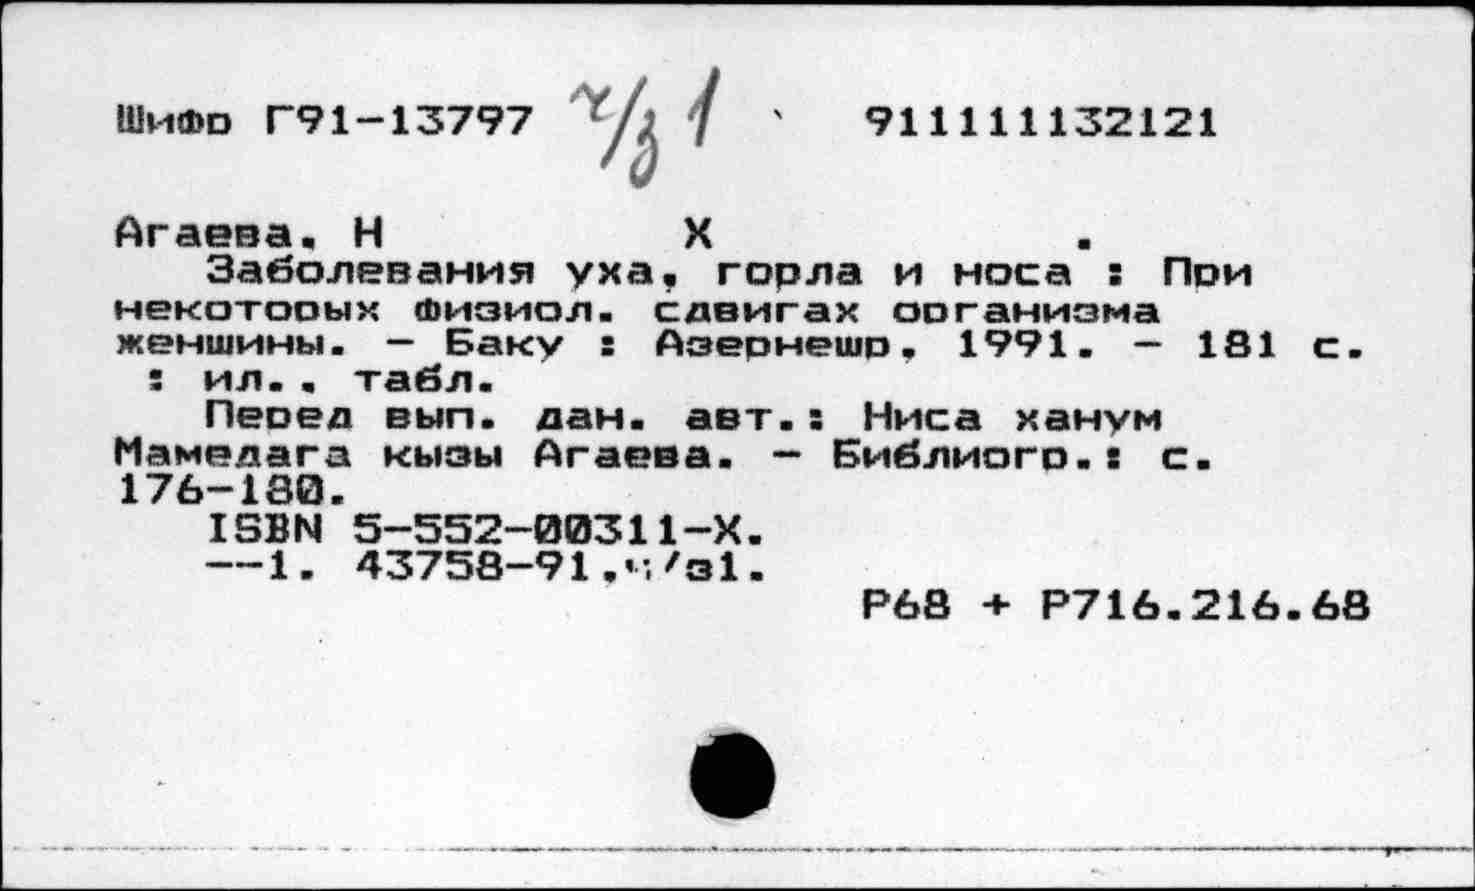 Шифр Г91-13797 ч/з 1 911111132121
Агаева, Н Х .
Заболевания уха, горла и носа : При
некоторых физиол. сдвигах организма
женщины. - Баку : Азернешр, 1991. - 181 с.
: ил., табл.
Перед вып. дан. авт.: Ниса ханум
Мамедага кызы Агаева. - Библиогр.: с.
176-180.
ISBN 5-552-00311-X.
--1. 43758-91.ч/з1.
Р68 + Р716.216.68